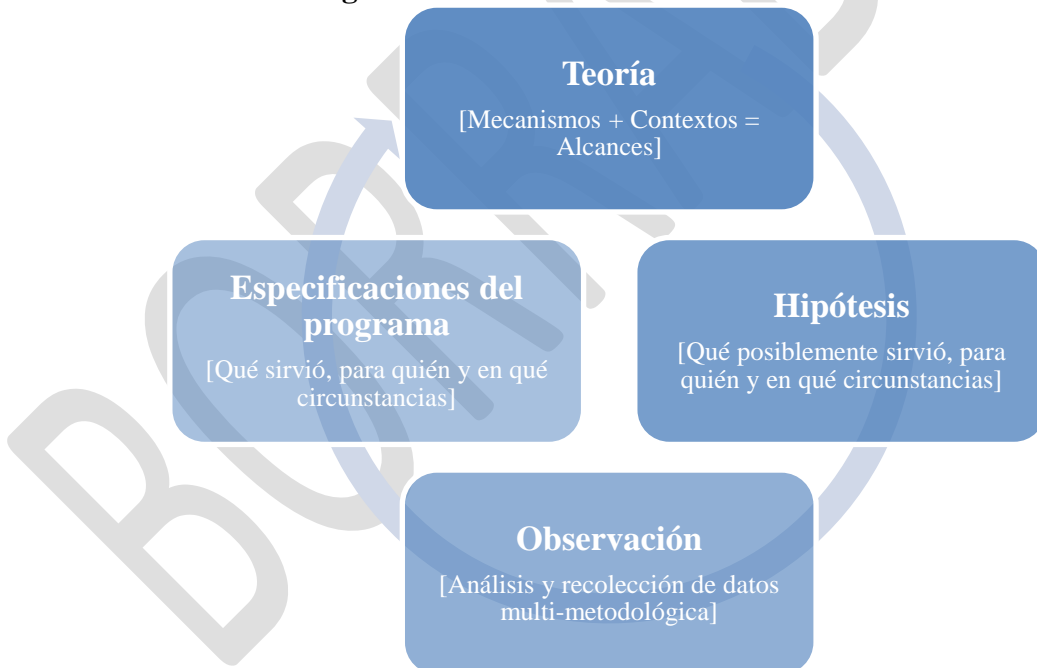 Teoría
[Mecanismos + Contextos =
Alcances]
Especificaciones del
programa
[Qué sirvió, para quién y en qué
circunstancias]
Hipótesis
[Qué posiblemente sirvió, para
quién y en qué circunstancias]
Observación
[Análisis y recolección de datos
multi-metodológica]